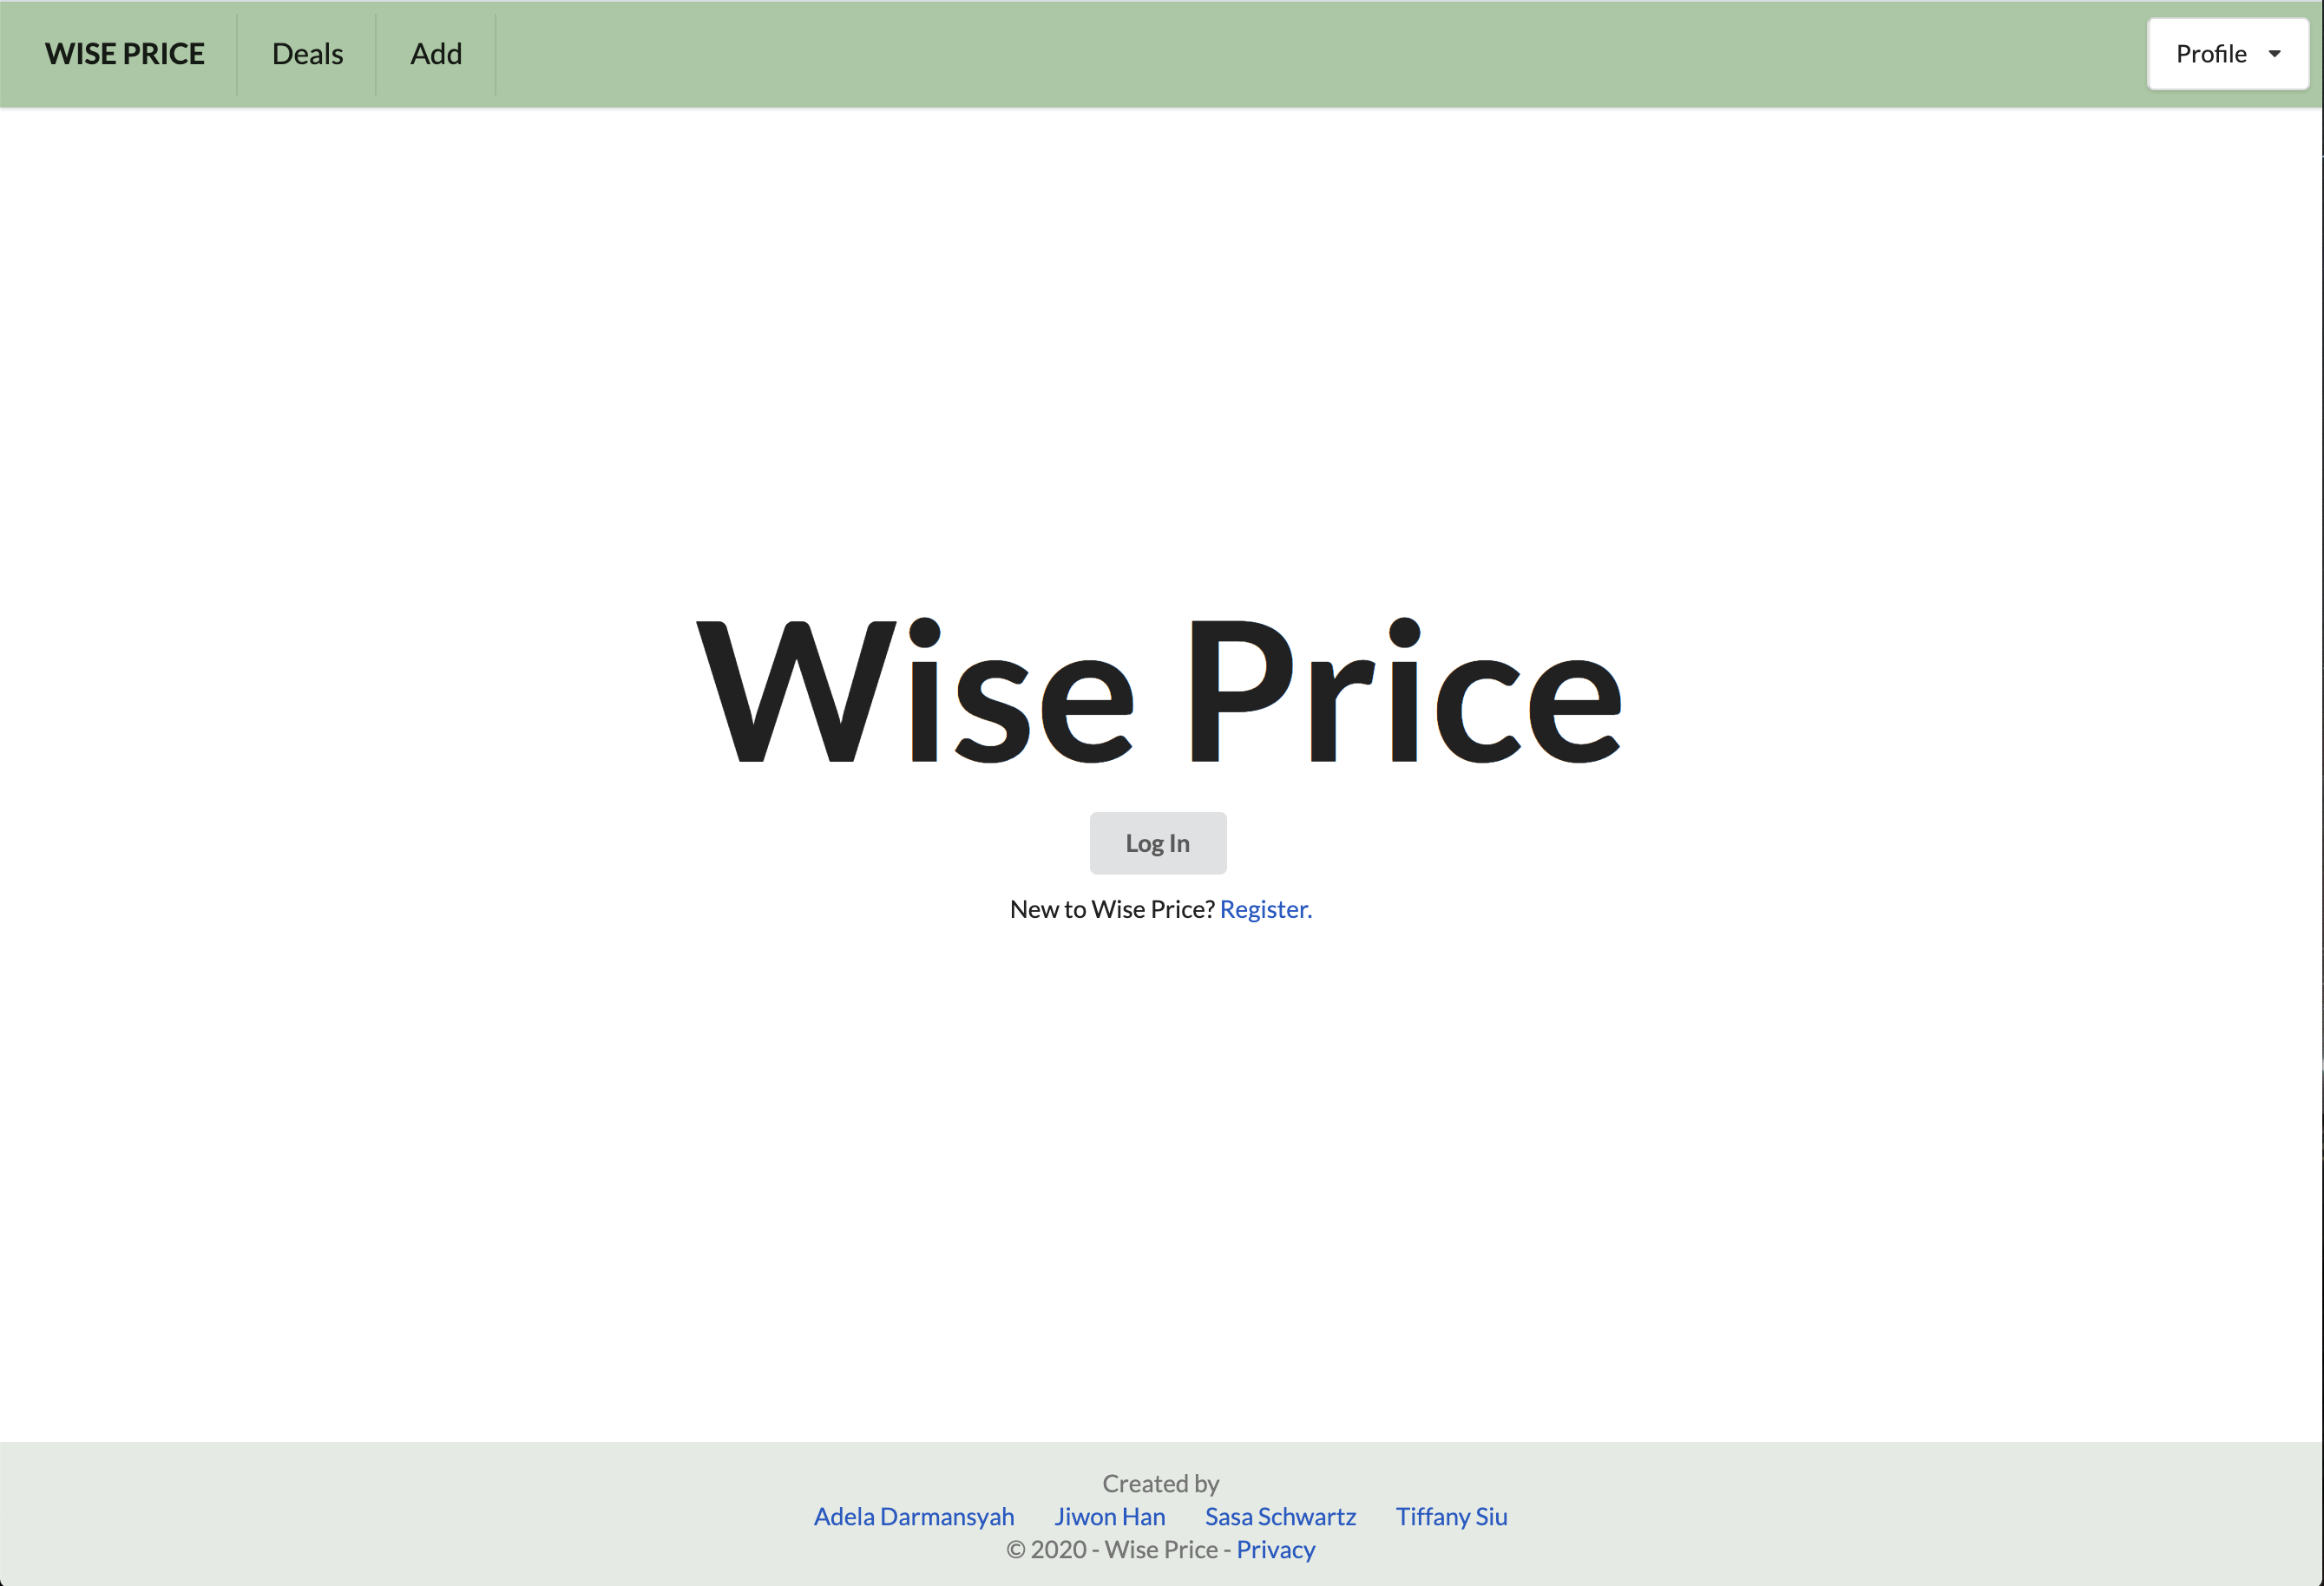 WISE PRICE Deals Add Profile
Wise Price
Log In
New to Wise Price? Register.
Created by
Adela Darmansyah Jiwon Han Sasa Schwartz Tiffany Siu
© 2020 - Wise Price - Privacy